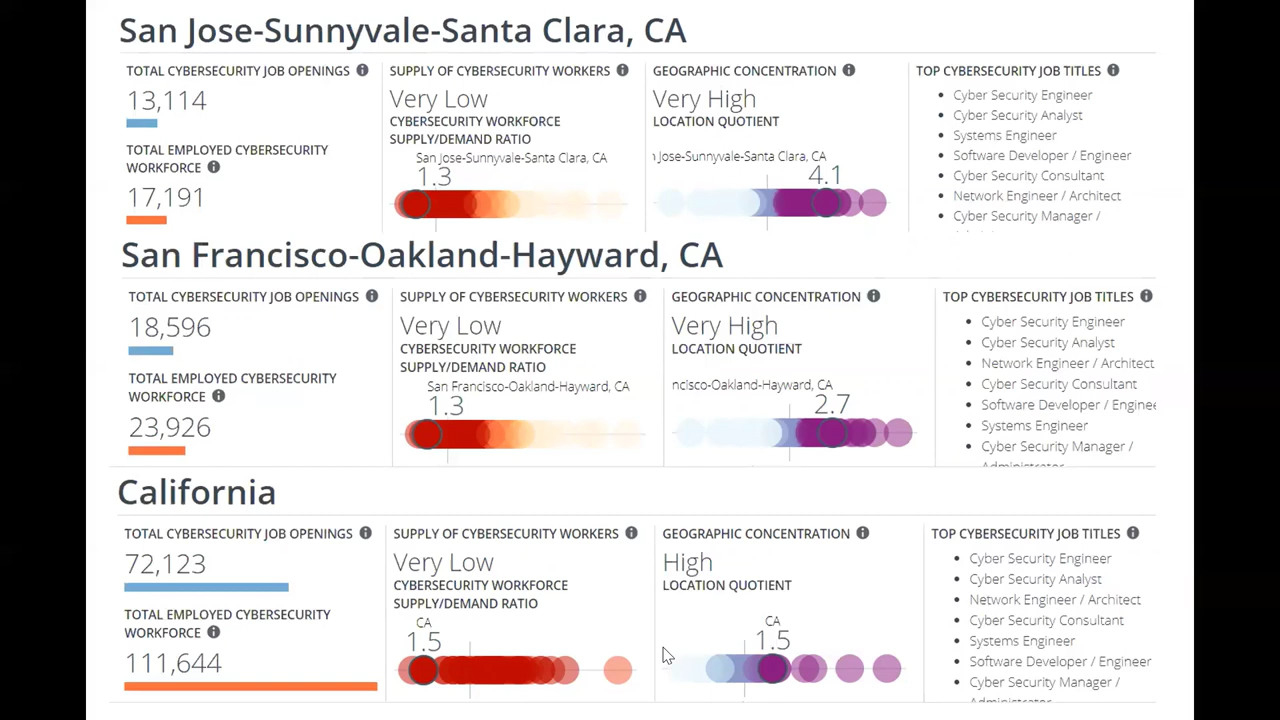 San Jose-Sunnyvale-Santa Clara, CA
TOTAL CYBERSECURITY JOB OPENINGS
13,114
TOTAL EMPLOYED CYBERSECURITY
WORKFORCE
17,191
SUPPLY OF CYBERSECURITY WORKERS
Very Low
CYBERSECURITY WORKFORCE
SUPPLY/DEMAND RATIO
San Jose-Sunnyvale-Santa Clara, CA
1.3
GEOGRAPHIC CONCENTRATION
Very High
LOCATION QUOTIENT
Jose-Sunnyvale-Santa Clara, CA
4.1
TOP CYBERSECURITY JOB TITLES
• Cyber Security Engineer
• Cyber Security Analyst
• Systems Engineer
• Software Developer / Engineer
• Cyber Security Consultant
• Network Engineer / Architect
• Cyber Security Manager /
San Francisco-Oakland-Hayward, CA
TOTAL CYBERSECURITY JOB OPENINGS
18,596
TOTAL EMPLOYED CYBERSECURITY
WORKFORCE
23,926
SUPPLY OF CYBERSECURITY WORKERS
Very Low
CYBERSECURITY WORKFORCE
SUPPLY/DEMAND RATIO
San Francisco-Oakland-Hayward, CA
1.3
GEOGRAPHIC CONCENTRATION
Very High
LOCATION QUOTIENT
ncisco-Oakland-Hayward, CA
2.7
TOP CYBERSECURITY JOB TITLES
• Cyber Security Engineer
• Cyber Security Analyst
• Network Engineer / Architect
• Cyber Security Consultant
• Software Developer / Enginee
• Systems Engineer
• Cyber Security Manager /
Administrator
California
TOTAL CYBERSECURITY JOB OPENINGS
72,123
TOTAL EMPLOYED CYBERSECURITY
WORKFORCE
111,644
SUPPLY OF CYBERSECURITY WORKERS
Very Low
CYBERSECURITY WORKFORCE
SUPPLY/DEMAND RATIO
CA
1.5
GEOGRAPHIC CONCENTRATION
High
LOCATION QUOTIENT
CA
1.5
TOP CYBERSECURITY JOB TITLES
• Cyber Security Engineer
• Cyber Security Analyst
• Network Engineer / Architect
• Cyber Security Consultant
• Systems Engineer
• Software Developer / Engineer
• Cyber Security Manager /